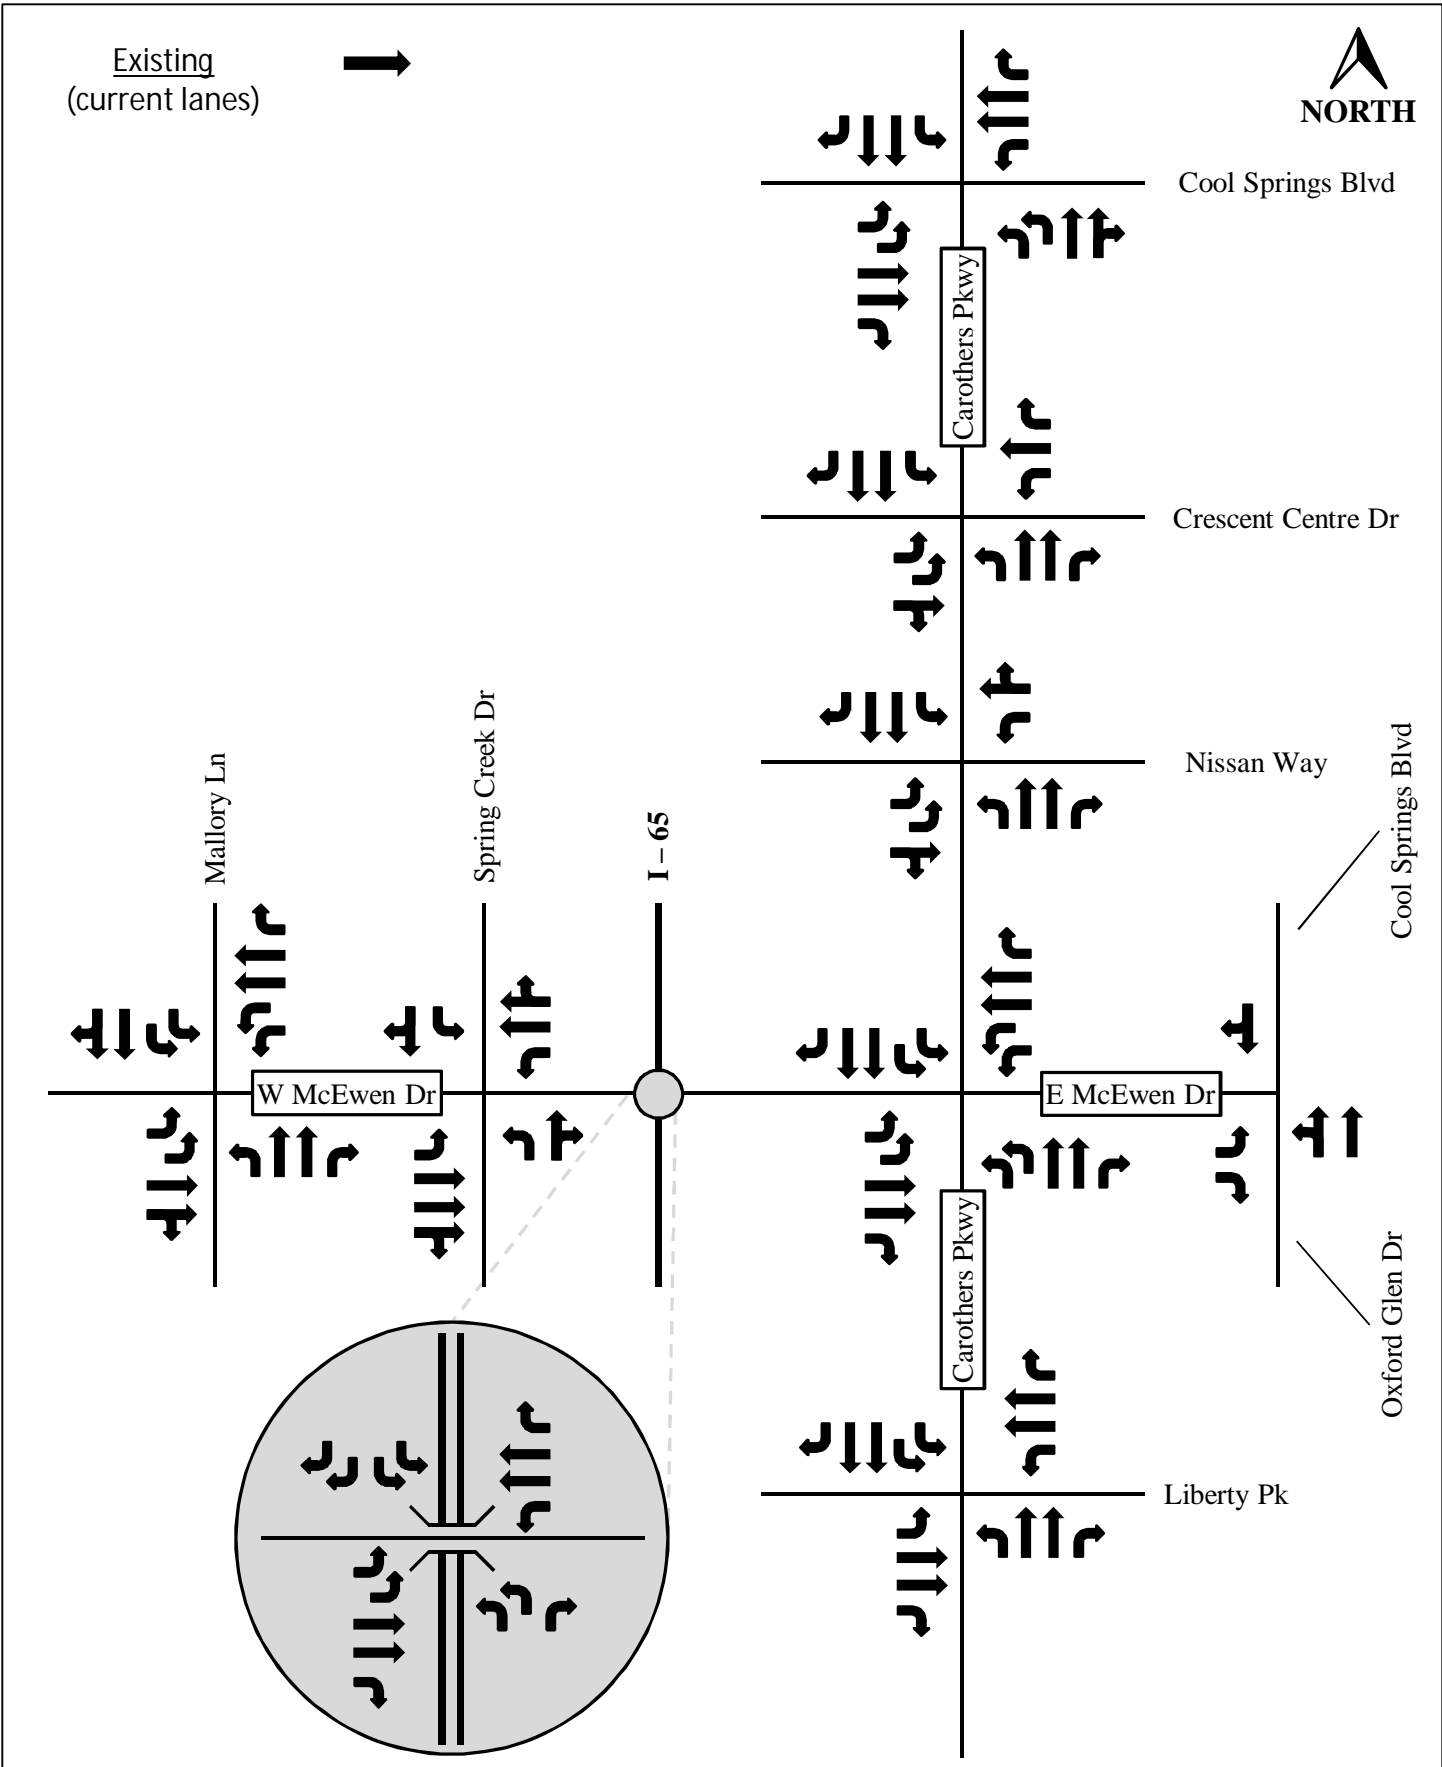 Existing
(current lanes)
NORTH
Cool Springs Blvd
Carothers Pkwy
Crescent Centre Dr
Nissan Way
Cool Springs Blvd
Mallory Ln
Spring Creek Dr
I – 65
W McEwen Dr
E McEwen Dr
Carothers Pkwy
Oxford Glen Dr
Liberty Pk